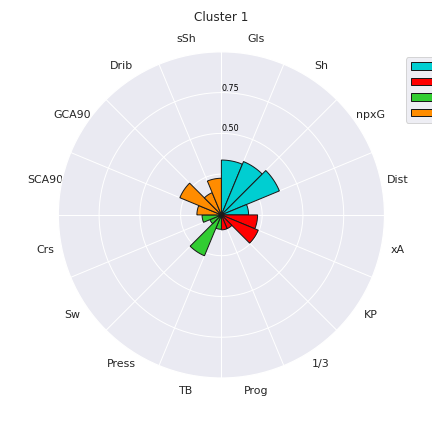 Cluster 1
sSh
Gls
Drib
Sh
0.75
GCA90
npxG
0.50
SCA90
Dist
Crs
xA
Sw
KP
Press
1/3
TB
Prog